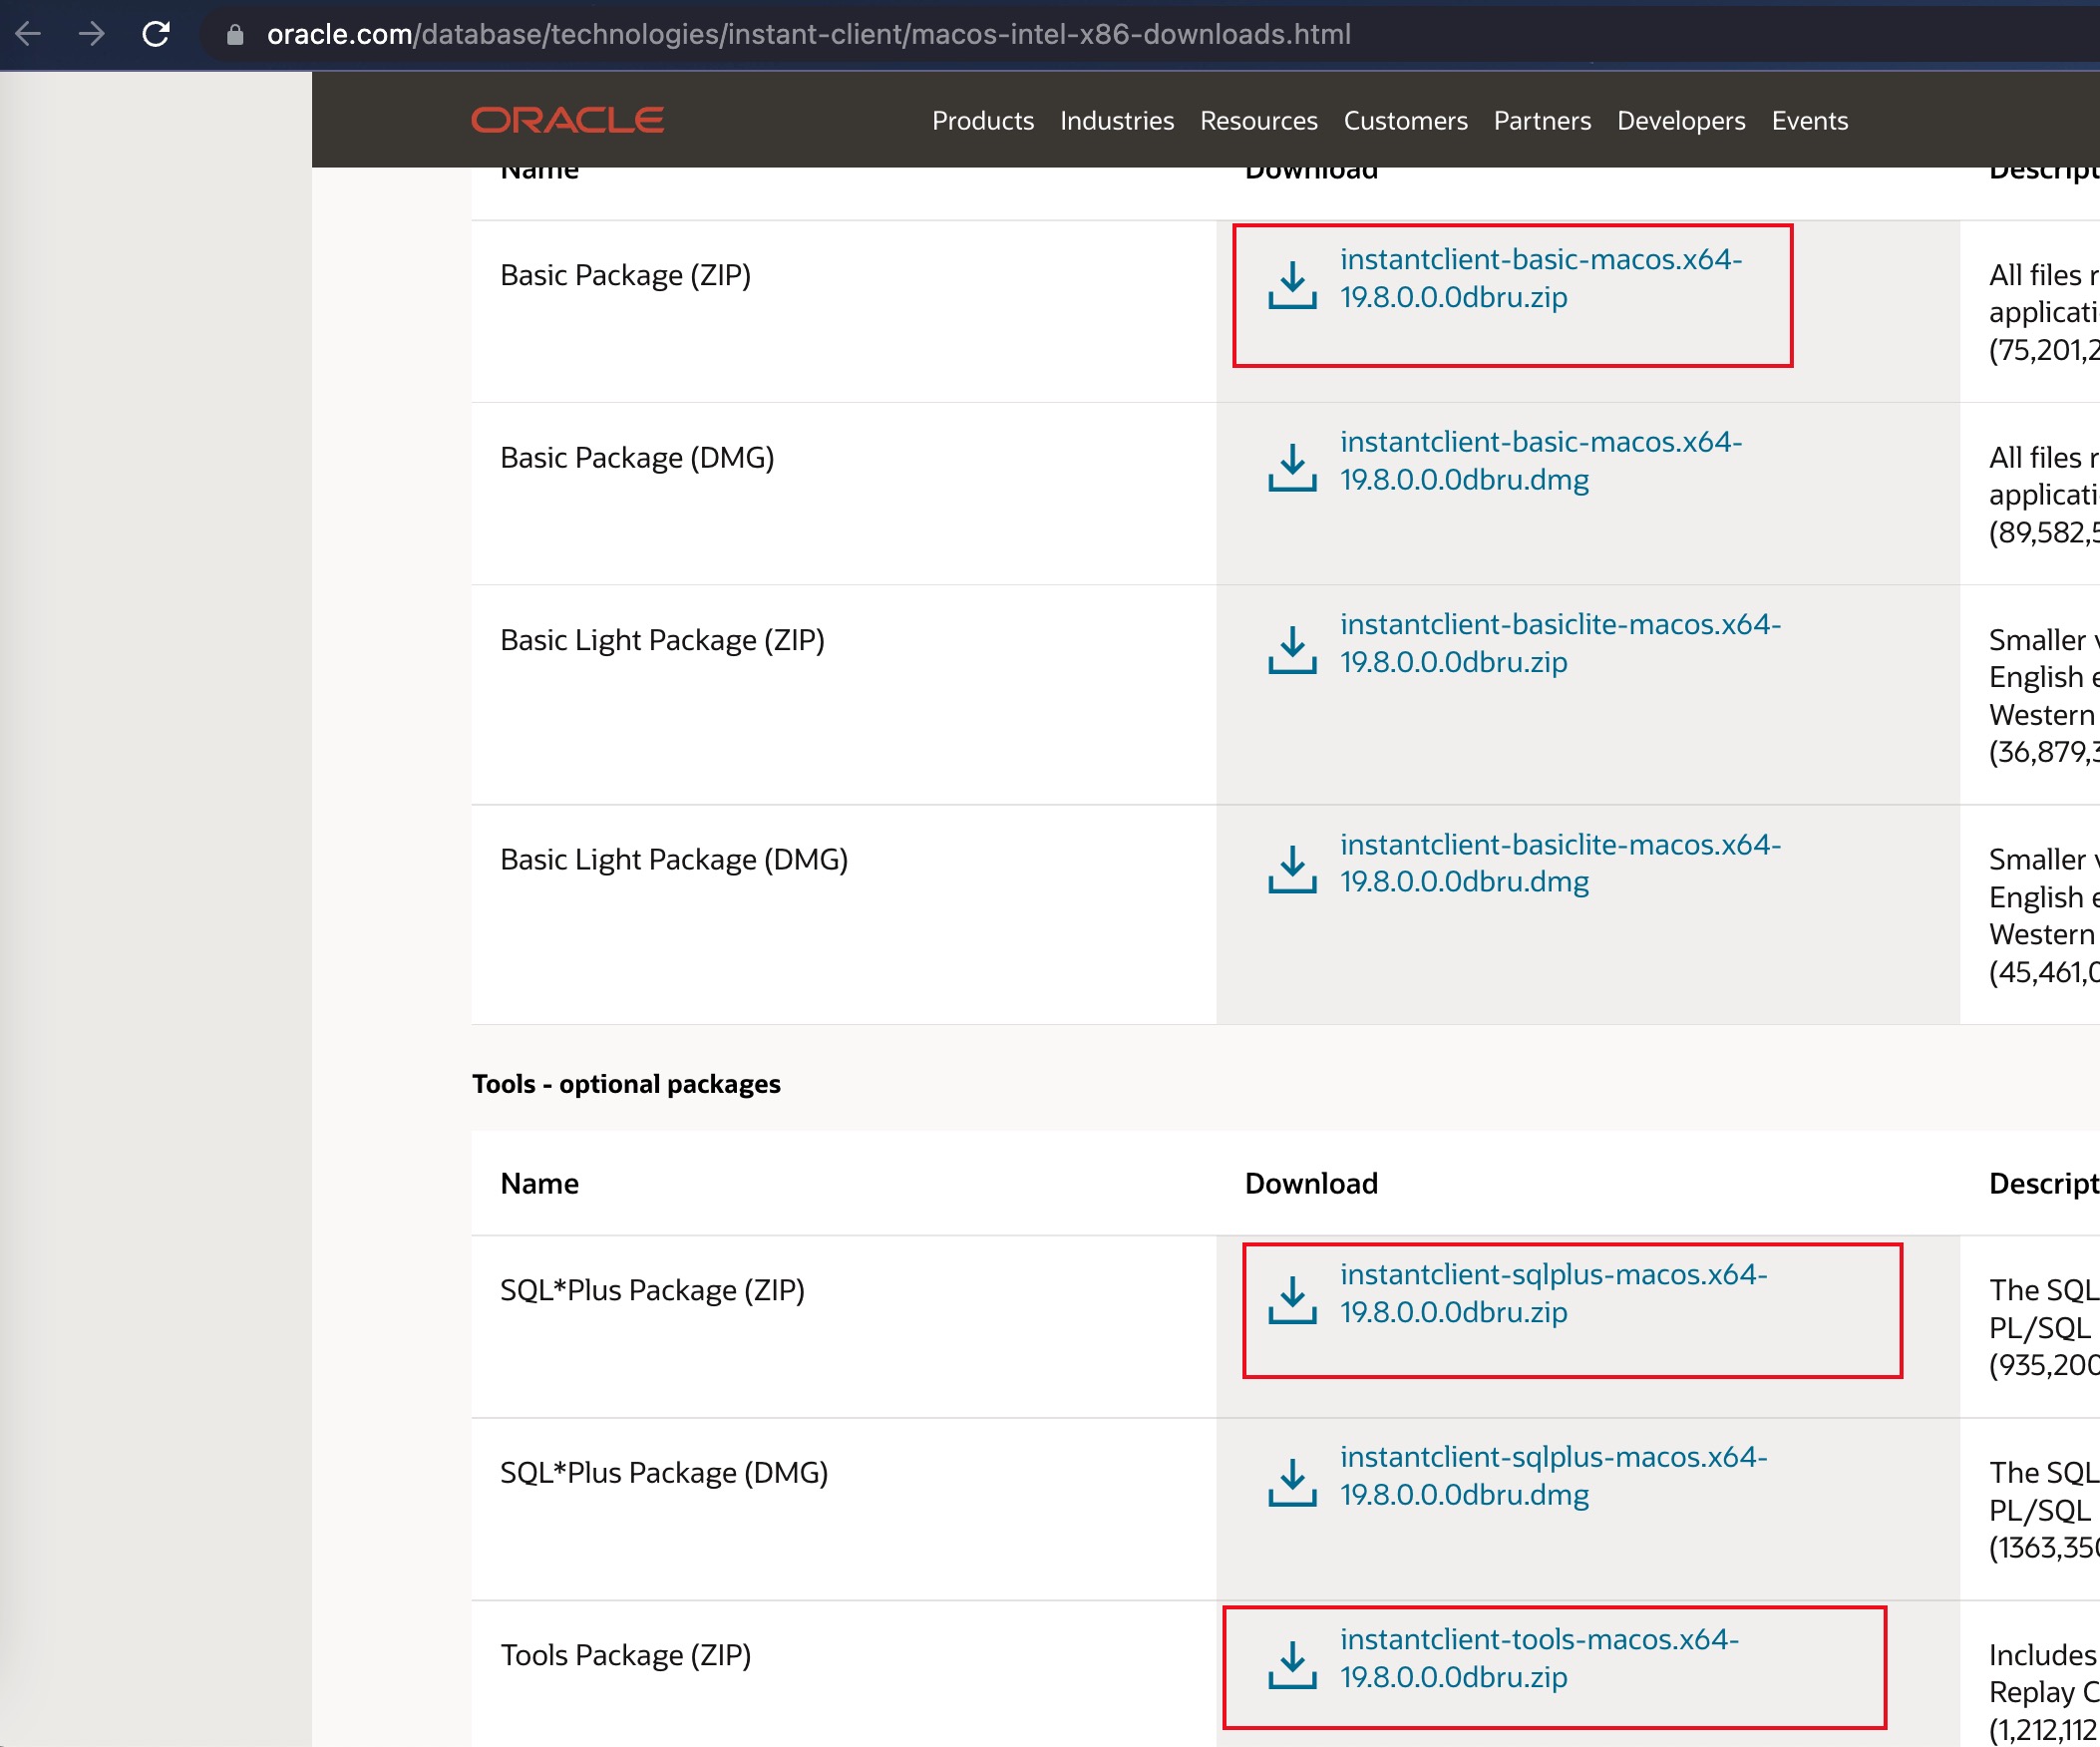 oracle.com/database/technologies/instant-client/macos-intel-x86-downloads.html
ORACLE
Products Industries Resources Customers Partners Developers Events
Name Download
Basic Package (ZIP)
instantclient-basic-macos.x64-
19.8.0.0.0dbru.zip
All files
(75,201,2
Basic Package (DMG)
instantclient-basic-macos.x64-
19.8.0.0.0dbru.dmg
All files
(89,582,5
Basic Light Package (ZIP)
instantclient-basiclite-macos.x64-
19.8.0.0.0dbru.zip
Smaller
English
Western
(36,879,3
Basic Light Package (DMG)
instantclient-basiclite-macos.x64-
19.8.0.0.0dbru.dmg
Smaller
English
Western
(45,461,0
Tools - optional packages
Name Download Descript
SQL*Plus Package (ZIP)
instantclient-sqlplus-macos.x64-
19.8.0.0.0dbru.zip
The SQL
PL/SQL
(935,200
SQL*Plus Package (DMG)
instantclient-sqlplus-macos.x64-
19.8.0.0.0dbru.dmg
The SQL
PL/SQL
(1363,350
Tools Package (ZIP)
instantclient-tools-macos.x64-
19.8.0.0.0dbru.zip
Includes
Replay C
(1,212,112